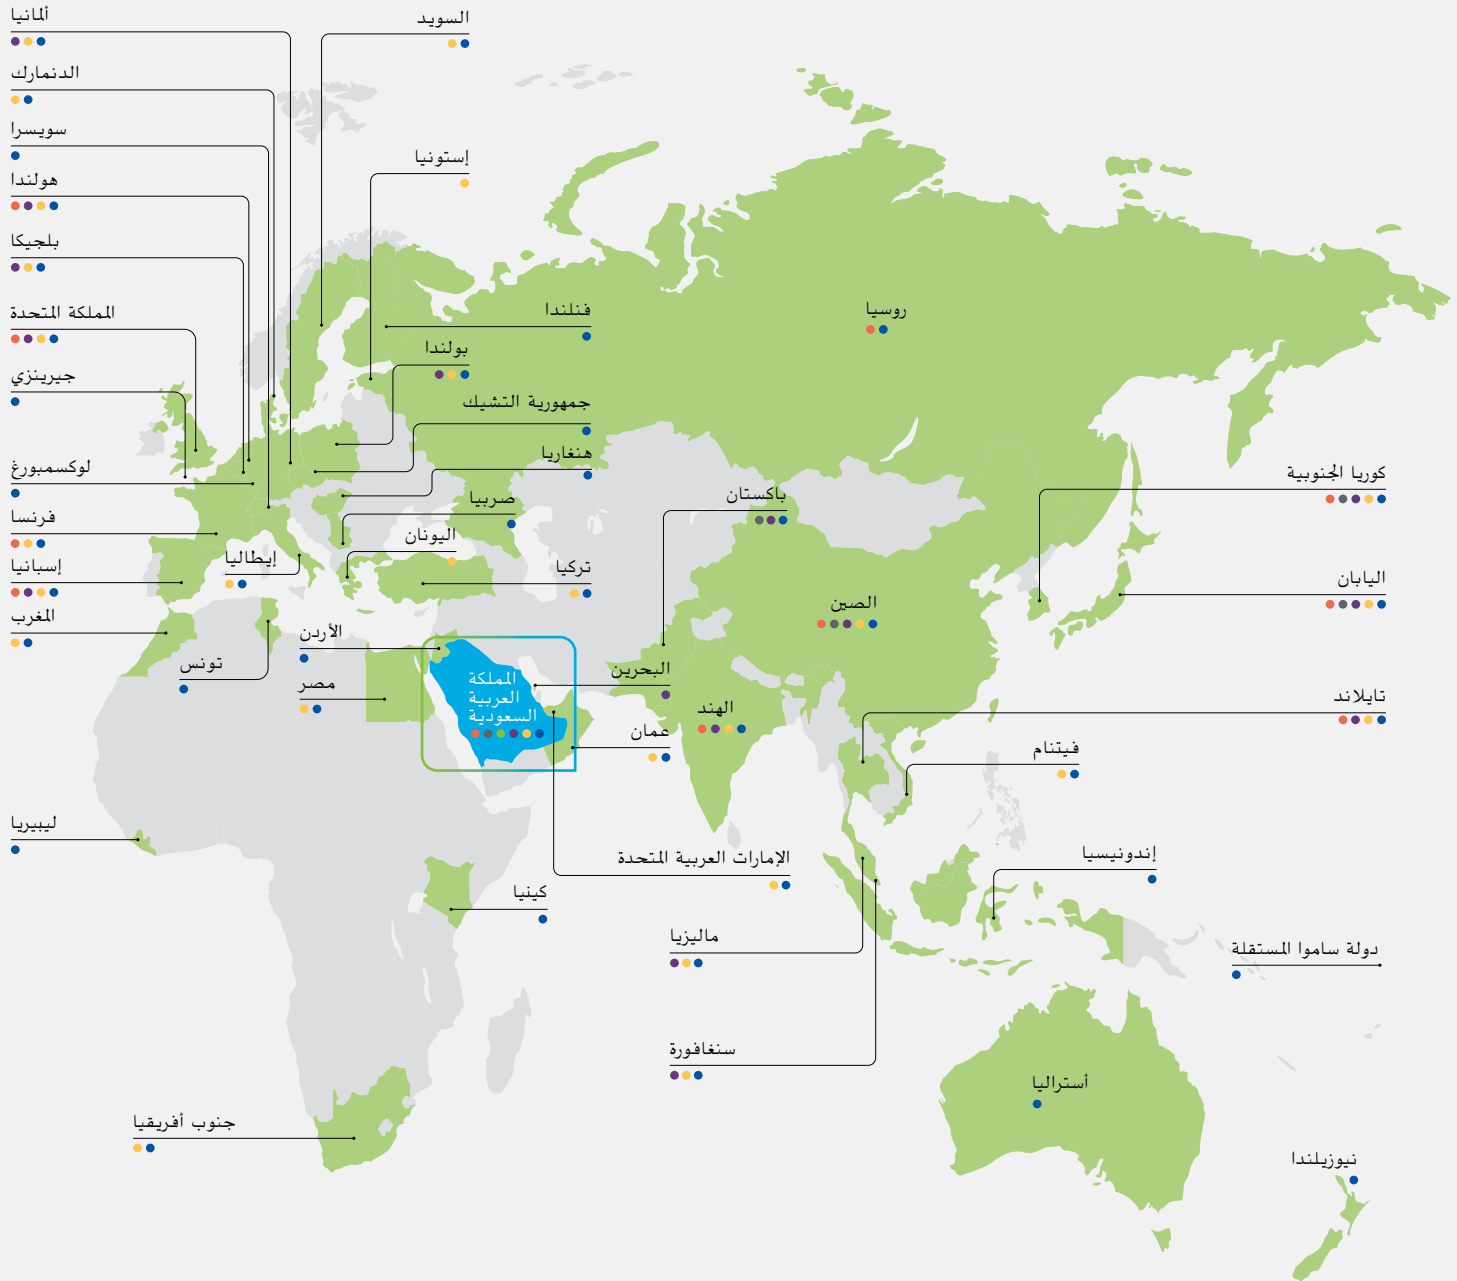 ألمانيا
السويد
الدنمارك
سويسرا
إستونيا
هولندا
بلجيكا
المملكة المتحدة
فنلندا
روسيا
بولندا
جيرينزي
جمهورية التشيك
هنغاريا
لوكسمبورغ
كوريا الجنوبية
باكستان
صربيا
فرنسا
اليونان
إيطاليا
إسبانيا
تركيا
اليابان
الصين
المغرب
الأردن
تونس
البحرين
المملكة
العربية
السعودية
مصر
الهند
تايلاند
عمان
فيتنام
ليبيريا
الإمارات العربية المتحدة
إندونيسيا
كينيا
ماليزيا
دولة ساموا المستقلة
سنغافورة
أستراليا
جنوب أفريقيا
نيوزيلندا